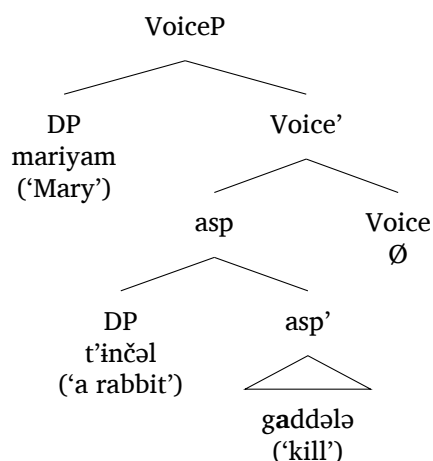 VoiceP
DP
mariyam
(‘Mary’)
Voice’
asp
Voice
Ø
DP
t’ɨnčəl
(‘a rabbit’)
asp’
gaddələ
(‘kill’)